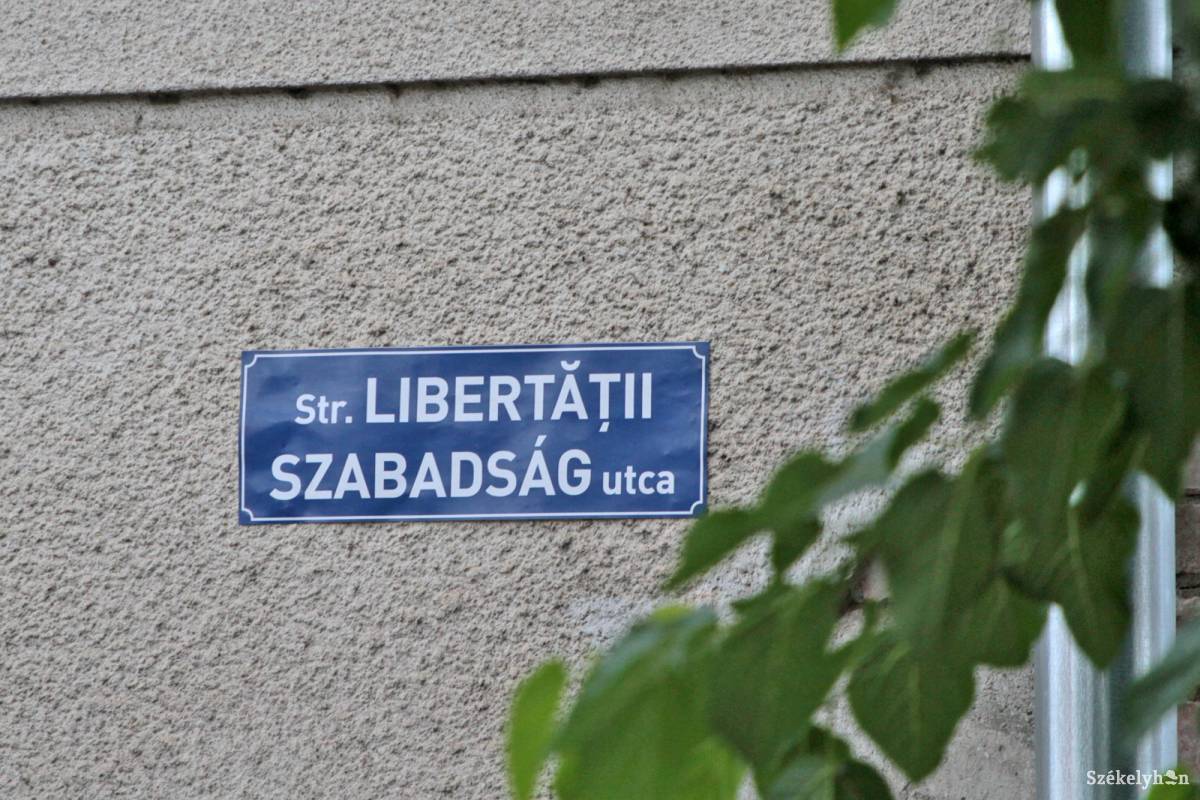 Str. LIBERTĂȚII
SZABADSÁG utca
Székelyhon